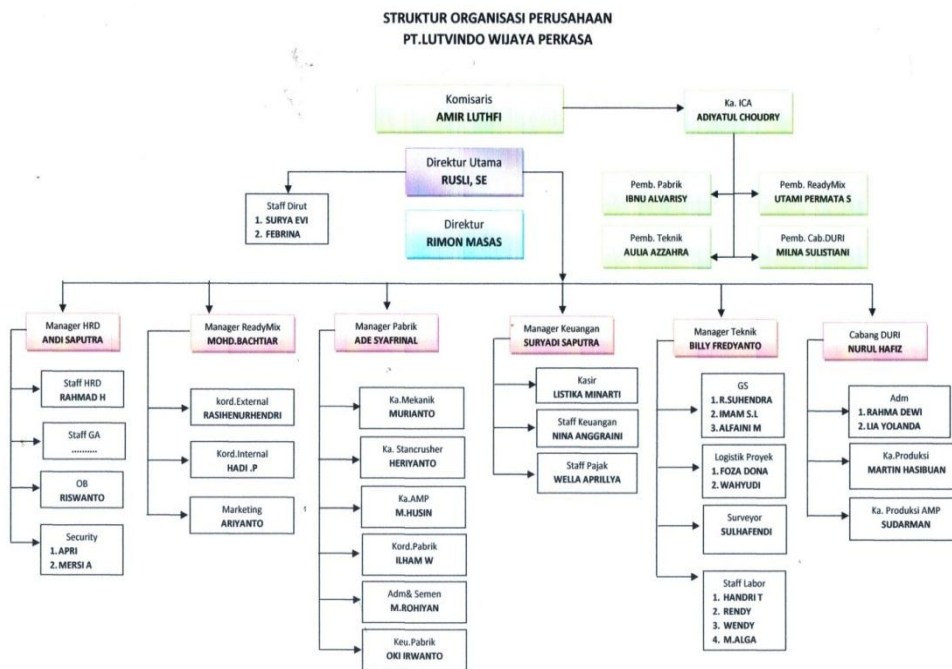 STRUKTUR ORGANISASI PERUSAHAAN
PT.LUTVINDO WIJAYA PERKASA
Komisaris
AMIR LUTHFI
Ka. ICA
ADIYATUL CHOUDRY
Direktur Utama
RUSLI, SE
Staff Dirut
1. SURYA EVI
2. FEBRINA
Direktur
RIMON MASAS
Pemb. Pabrik
IBNU ALVARISY
Pemb. ReadyMix
UTAMI PERMATA S
Pemb. Teknik
AULIA AZZAHRA
Pemb. Cab.DURI
MILNA SULISTIANI
Manager HRD
ANDI SAPUTRA
Staff HRD
RAHMAD H
Staff GA
..........
OB
RISWANTO
Security
1. APRI
2. MERSI A
Manager ReadyMix
MOHD.BACHTIAR
kord.External
RASIHENURHENDRI
Kord.Internal
HADI .P
Marketing
ARIYANTO
Manager Pabrik
ADE SYAFRINAL
Ka.Mekanik
MURIANTO
Ka. Stancrusher
HERIYANTO
Ka.AMP
M.HUSIN
Kord.Pabrik
ILHAM W
Adm& Semen
M.ROHIYAN
Keu.Pabrik
OKI IRWANTO
Manager Keuangan
SURYADI SAPUTRA
Kasir
LISTIKA MINARTI
Staff Keuangan
NINA ANGGRAINI
Staff Pajak
WELLA APRILLYA
Manager Teknik
BILLY FREDYANTO
GS
1. R.SUHENDRA
2. IMAM S.L
3. ALFAINI M
Logistik Proyek
1. FOZA DONA
2. WAHYUDI
Surveyor
SULHAFENDI
Staff Labor
1. HANDRI T
2. RENDY
3. WENDY
4. M.ALGA
Cabang DURI
NURUL HAFIZ
Adm
1. RAHMA DEWI
2. LIA YOLANDA
Ka.Produksi
MARTIN HASIBUAN
Ka. Produksi AMP
SUDARMAN